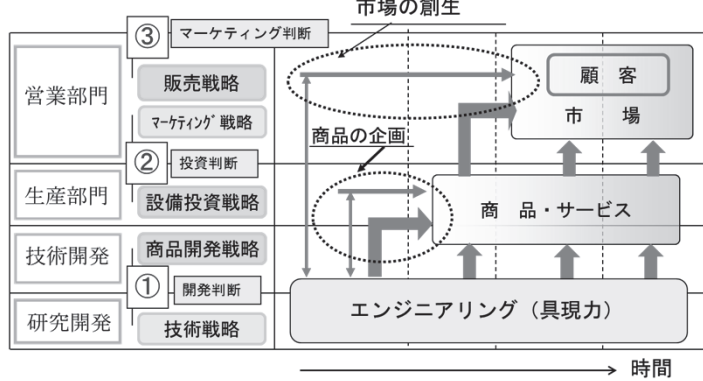 市場の創生
③ マーケティング判断
営業部門
販売戦略
顧 客
マーケティング戦略
市 場
商品の企画
② 投資判断
生産部門
設備投資戦略
商 品・サービス
技術開発
商品開発戦略
① 開発判断
エンジニアリング（具現力）
研究開発
技術戦略
時間